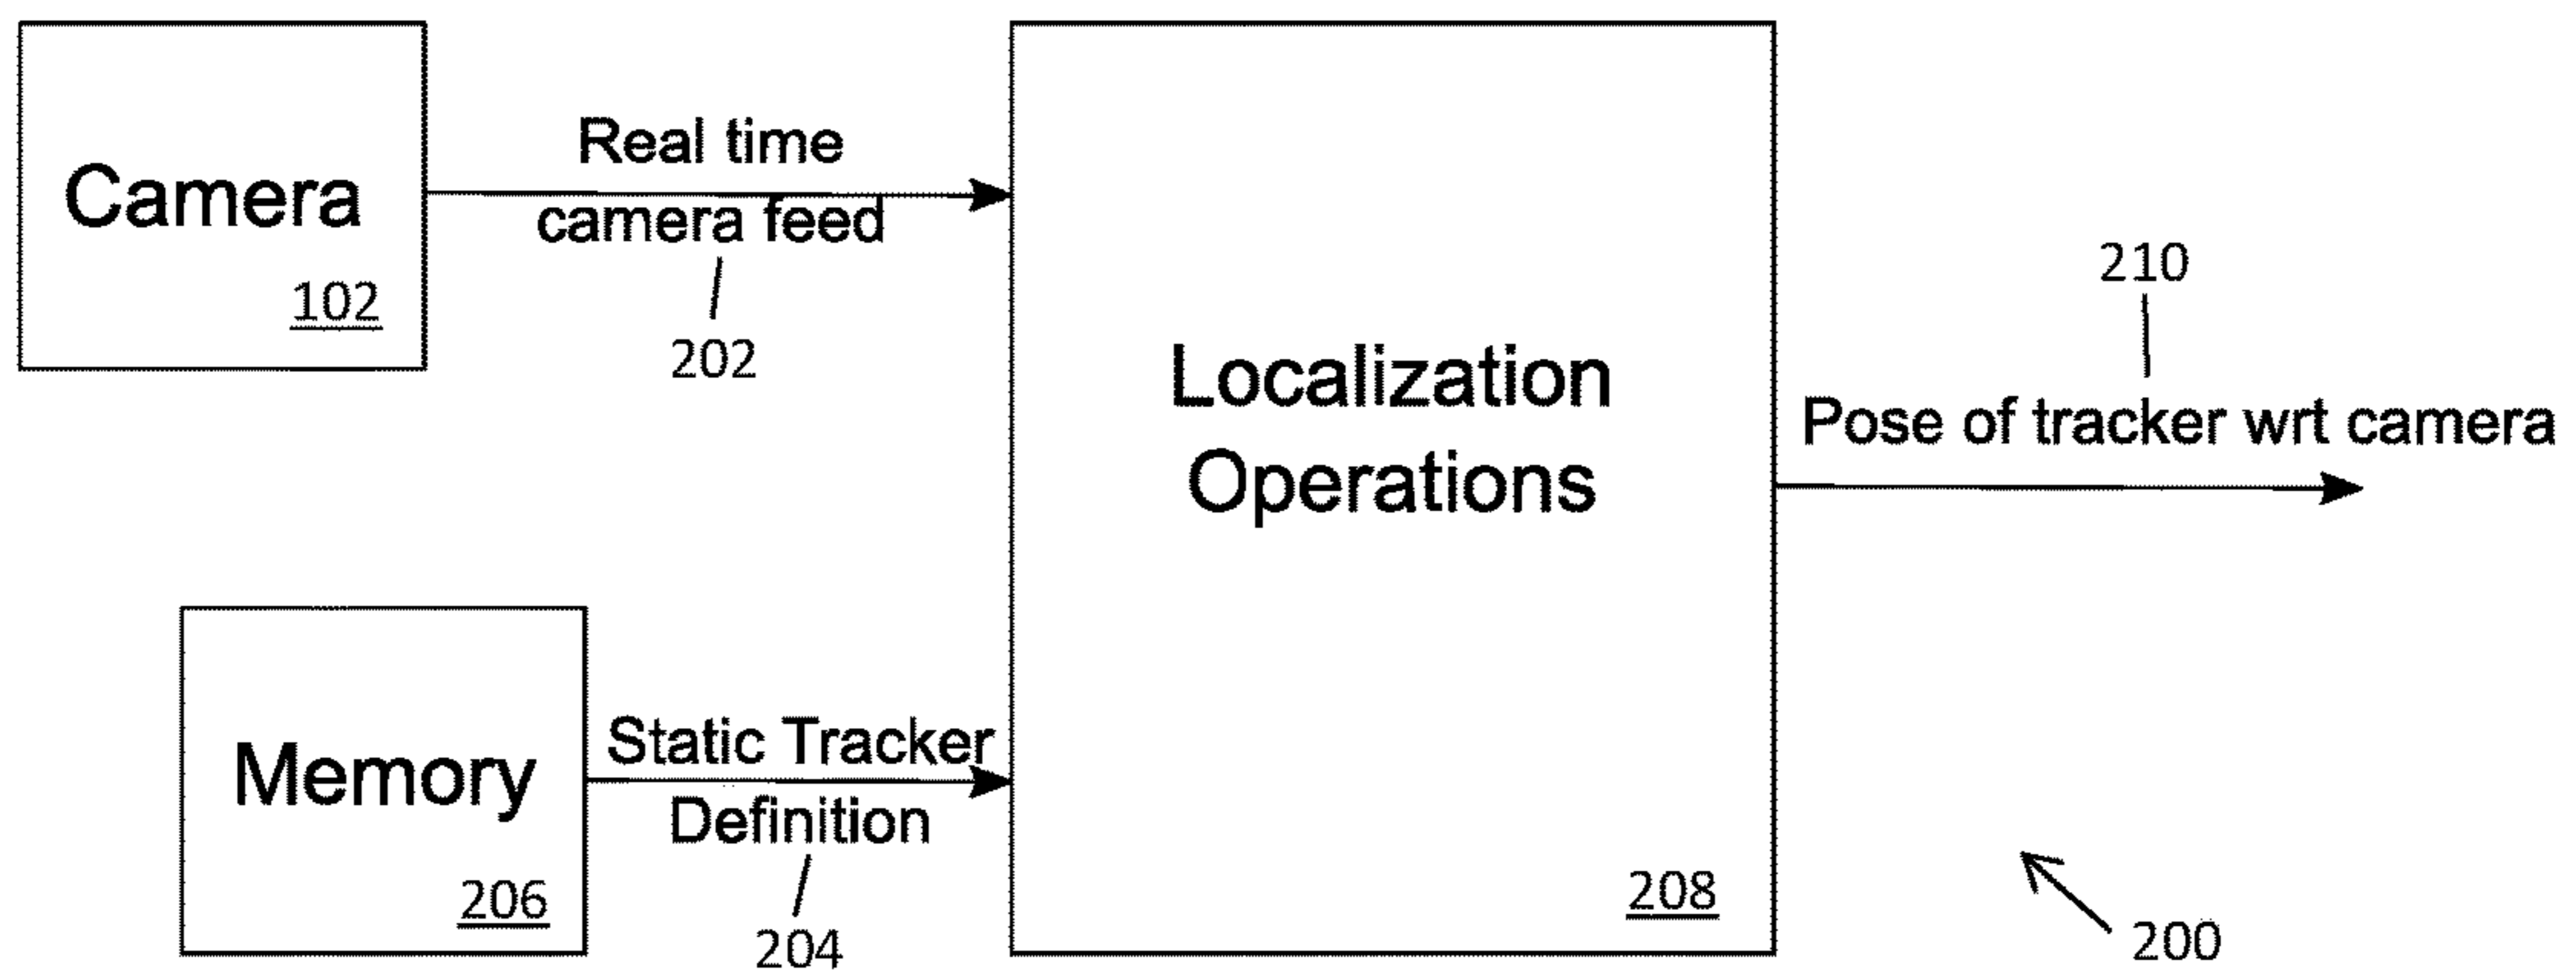 Camera
102
Real time
camera feed
202
Localization
Operations
208
210
Pose of tracker wrt camera
Memory
206
Static Tracker
Definition
204
200